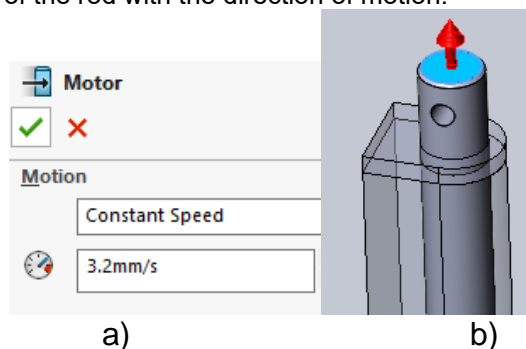 of the rod with the direction of motion.
Motor
Motion
Constant Speed
3.2mm/s
a)
b)